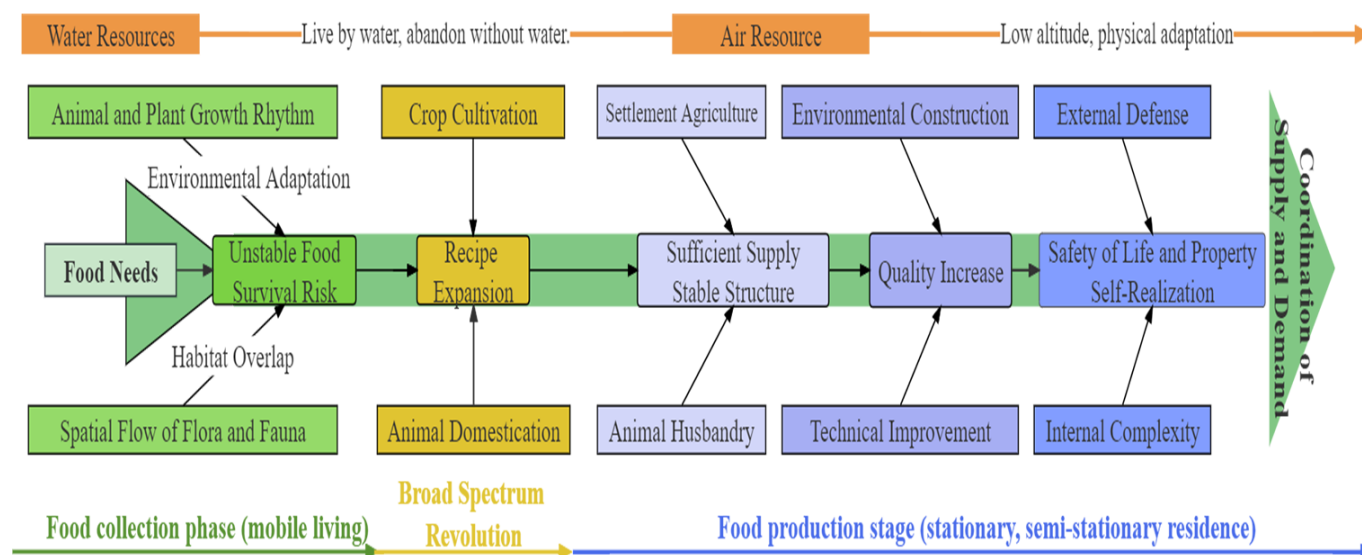 Water Resources
Live by water, abandon without water.
Air Resource
Low altitude, physical adaptation
Animal and Plant Growth Rhythm
Crop Cultivation
Settlement Agriculture
Environmental Construction
External Defense
Environmental Adaptation
Food Needs
Unstable Food
Survival Risk
Recipe
Expansion
Sufficient Supply
Stable Structure
Quality Increase
Safety of Life and Property
Self-Realization
Coordination of
Supply and Demand
Habitat Overlap
Spatial Flow of Flora and Fauna
Animal Domestication
Animal Husbandry
Technical Improvement
Internal Complexity
Food collection phase (mobile living)
Broad Spectrum
Revolution
Food production stage (stationary, semi-stationary residence)